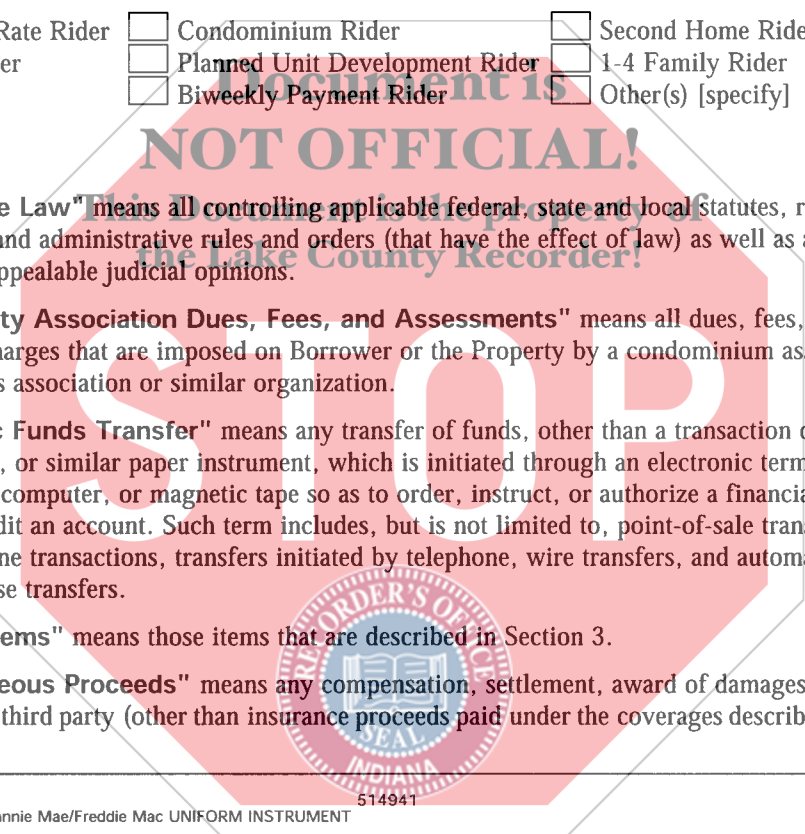 Rate Rider Condominium Rider Second Home Ride
er Planned Unit Development Rider 1-4 Family Rider
Biweekly Payment Rider Other(s) [specify]
Document is
NOT OFFICIAL!
This Document is the property of
the Lake County Recorder!
e Law" means all controlling applicable federal, state and local statutes, r
and administrative rules and orders (that have the effect of law) as well as a
ppealable judicial opinions.
ty Association Dues, Fees, and Assessments" means all dues, fees,
harges that are imposed on Borrower or the Property by a condominium as
s association or similar organization.
c Funds Transfer" means any transfer of funds, other than a transaction o
, or similar paper instrument, which is initiated through an electronic term
computer, or magnetic tape so as to order, instruct, or authorize a financia
dit an account. Such term includes, but is not limited to, point-of-sale tran
ne transactions, transfers initiated by telephone, wire transfers, and automa
se transfers.
STOP
ems" means those items that are described in Section 3.
eous Proceeds" means any compensation, settlement, award of damages
third party (other than insurance proceeds paid under the coverages describ
RECORDER'S OFFICE
SEAL
INDIANA
514941
nnie Mae/Freddie Mac UNIFORM INSTRUMENT